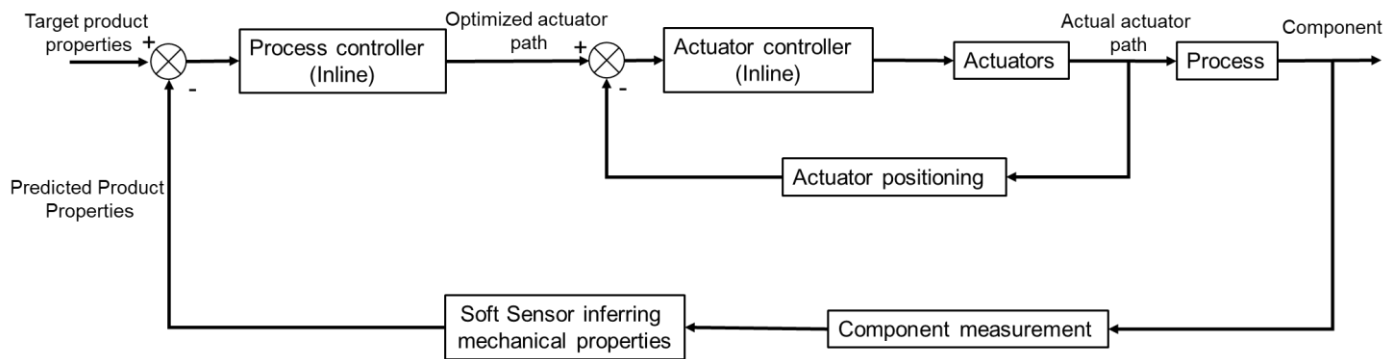 Target product
properties
+
-
Process controller
(Inline)
Optimized actuator
path
+
-
Actuator controller
(Inline)
Actuators
Actual actuator
path
Process
Component
Actuator positioning
Predicted Product
Properties
Soft Sensor inferring
mechanical properties
Component measurement